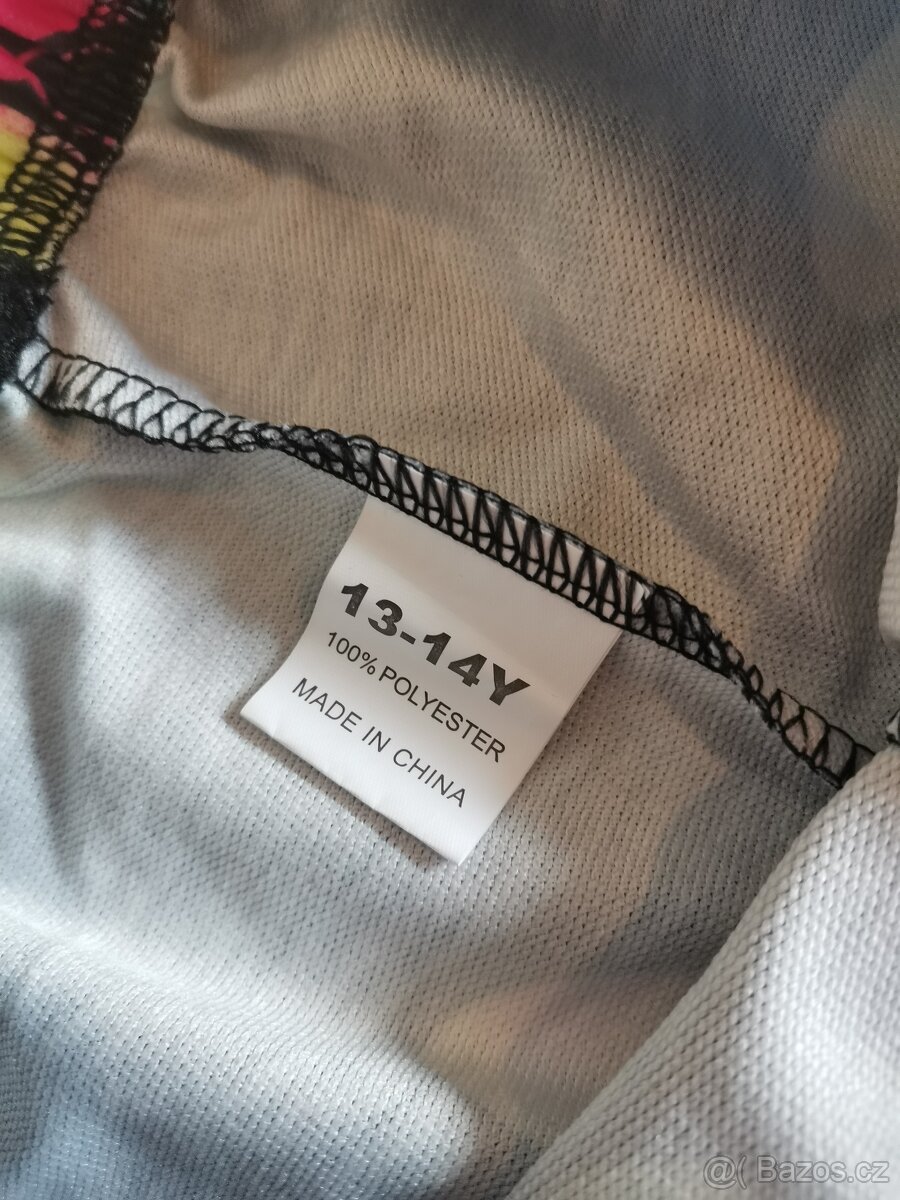 13-14Y
100% POLYESTER
MADE IN CHINA
@( Bazos.cz